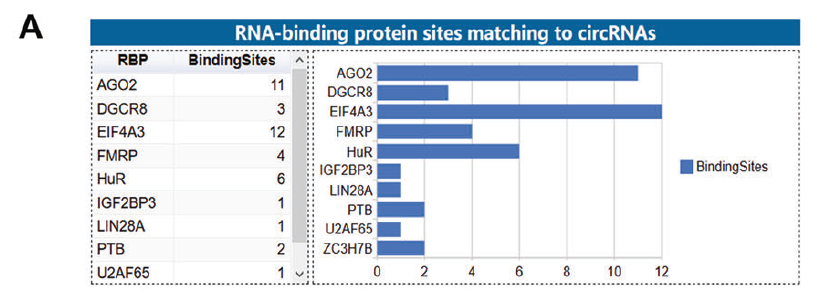 A
RNA-binding protein sites matching to circRNAs
RBP BindingSites
AGO2 11
DGCR8 3
EIF4A3 12
FMRP 4
HuR 6
IGF2BP3 1
LIN28A 1
PTB 2
U2AF65 1
AGO2
DGCR8
EIF4A3
FMRP
HuR
IGF2BP3
LIN28A
PTB
U2AF65
ZC3H7B
0 2 4 6 8 10 12
BindingSites